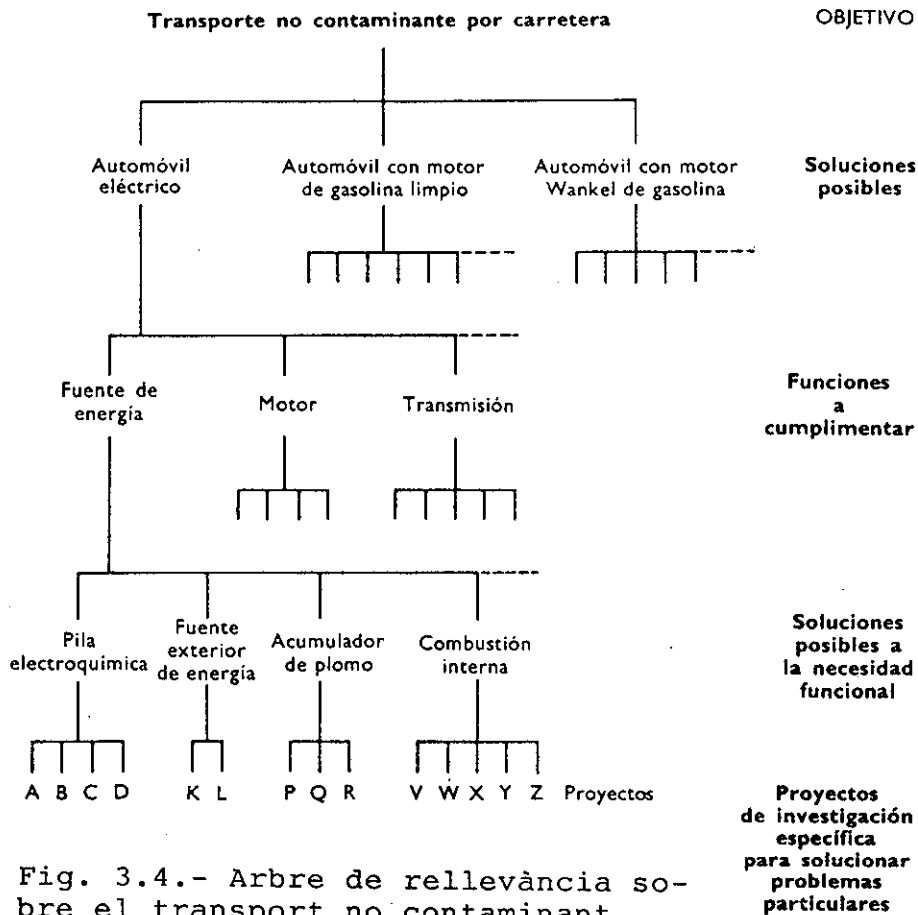 Transporte no contaminante por carretera
OBJETIVO
Automóvil
eléctrico
Automóvil con motor
de gasolina limpio
Automóvil con motor
Wankel de gasolina
Soluciones
posibles
Fuente de
energía
Motor
Transmisión
Funciones
a
cumplimentar
Pila
electroquímica
Fuente
exterior
de energía
Acumulador
de plomo
Combustión
interna
Soluciones
posibles a
la necesidad
funcional
A B C D K L P Q R V W X Y Z Proyectos
Proyectos
de investigación
específica
para solucionar
problemas
particulares
Fig. 3.4.- Arbre de rellevància so-
bre el transport no contaminant